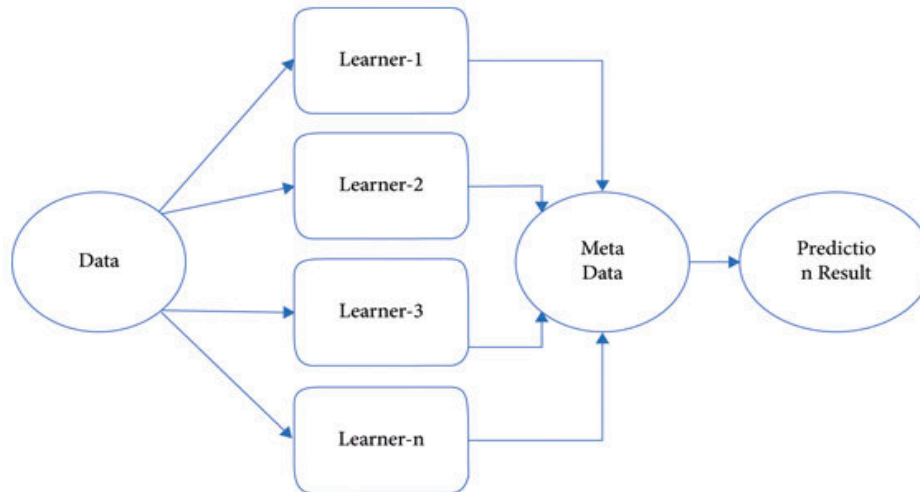 Learner-1
Learner-2
Data
Learner-3
Learner-n
Meta
Data
Predictio
n Result